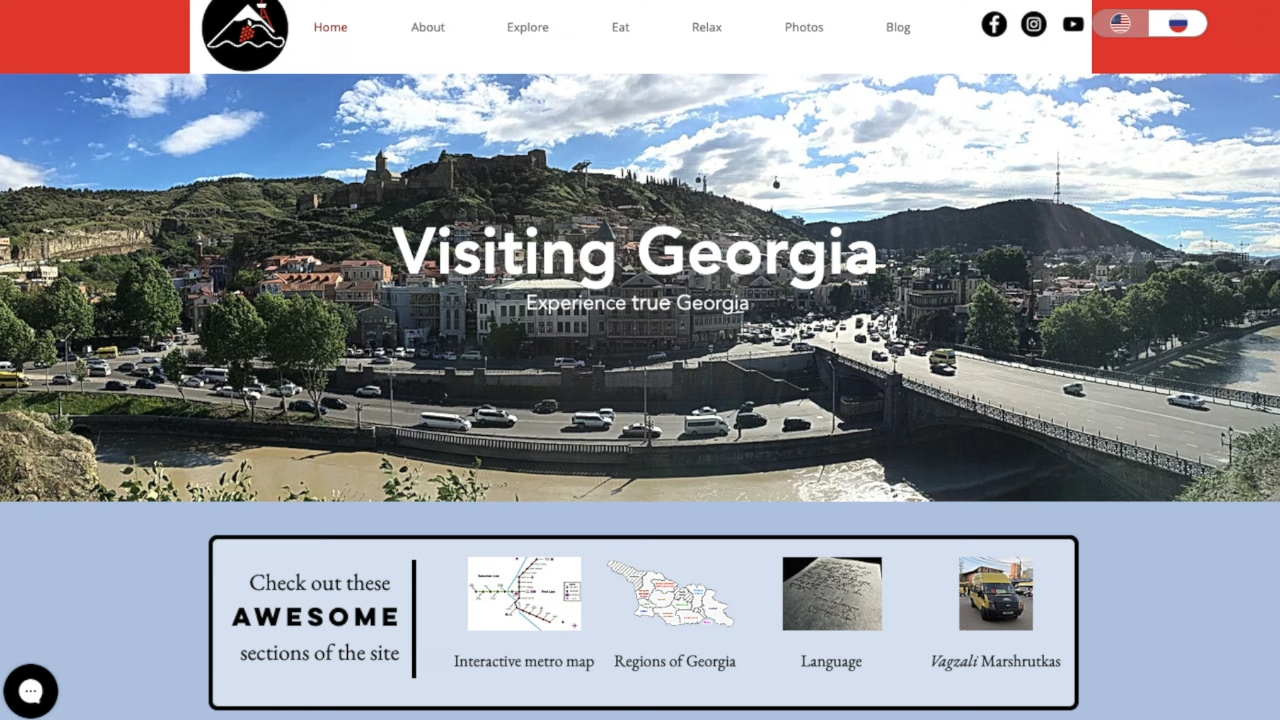 Home About Explore Eat Relax Photos Blog
Visiting Georgia
Experience true Georgia
Check out these
AWESOME
sections of the site
Interactive metro map Regions of Georgia Language Vagzali Marshrutkas